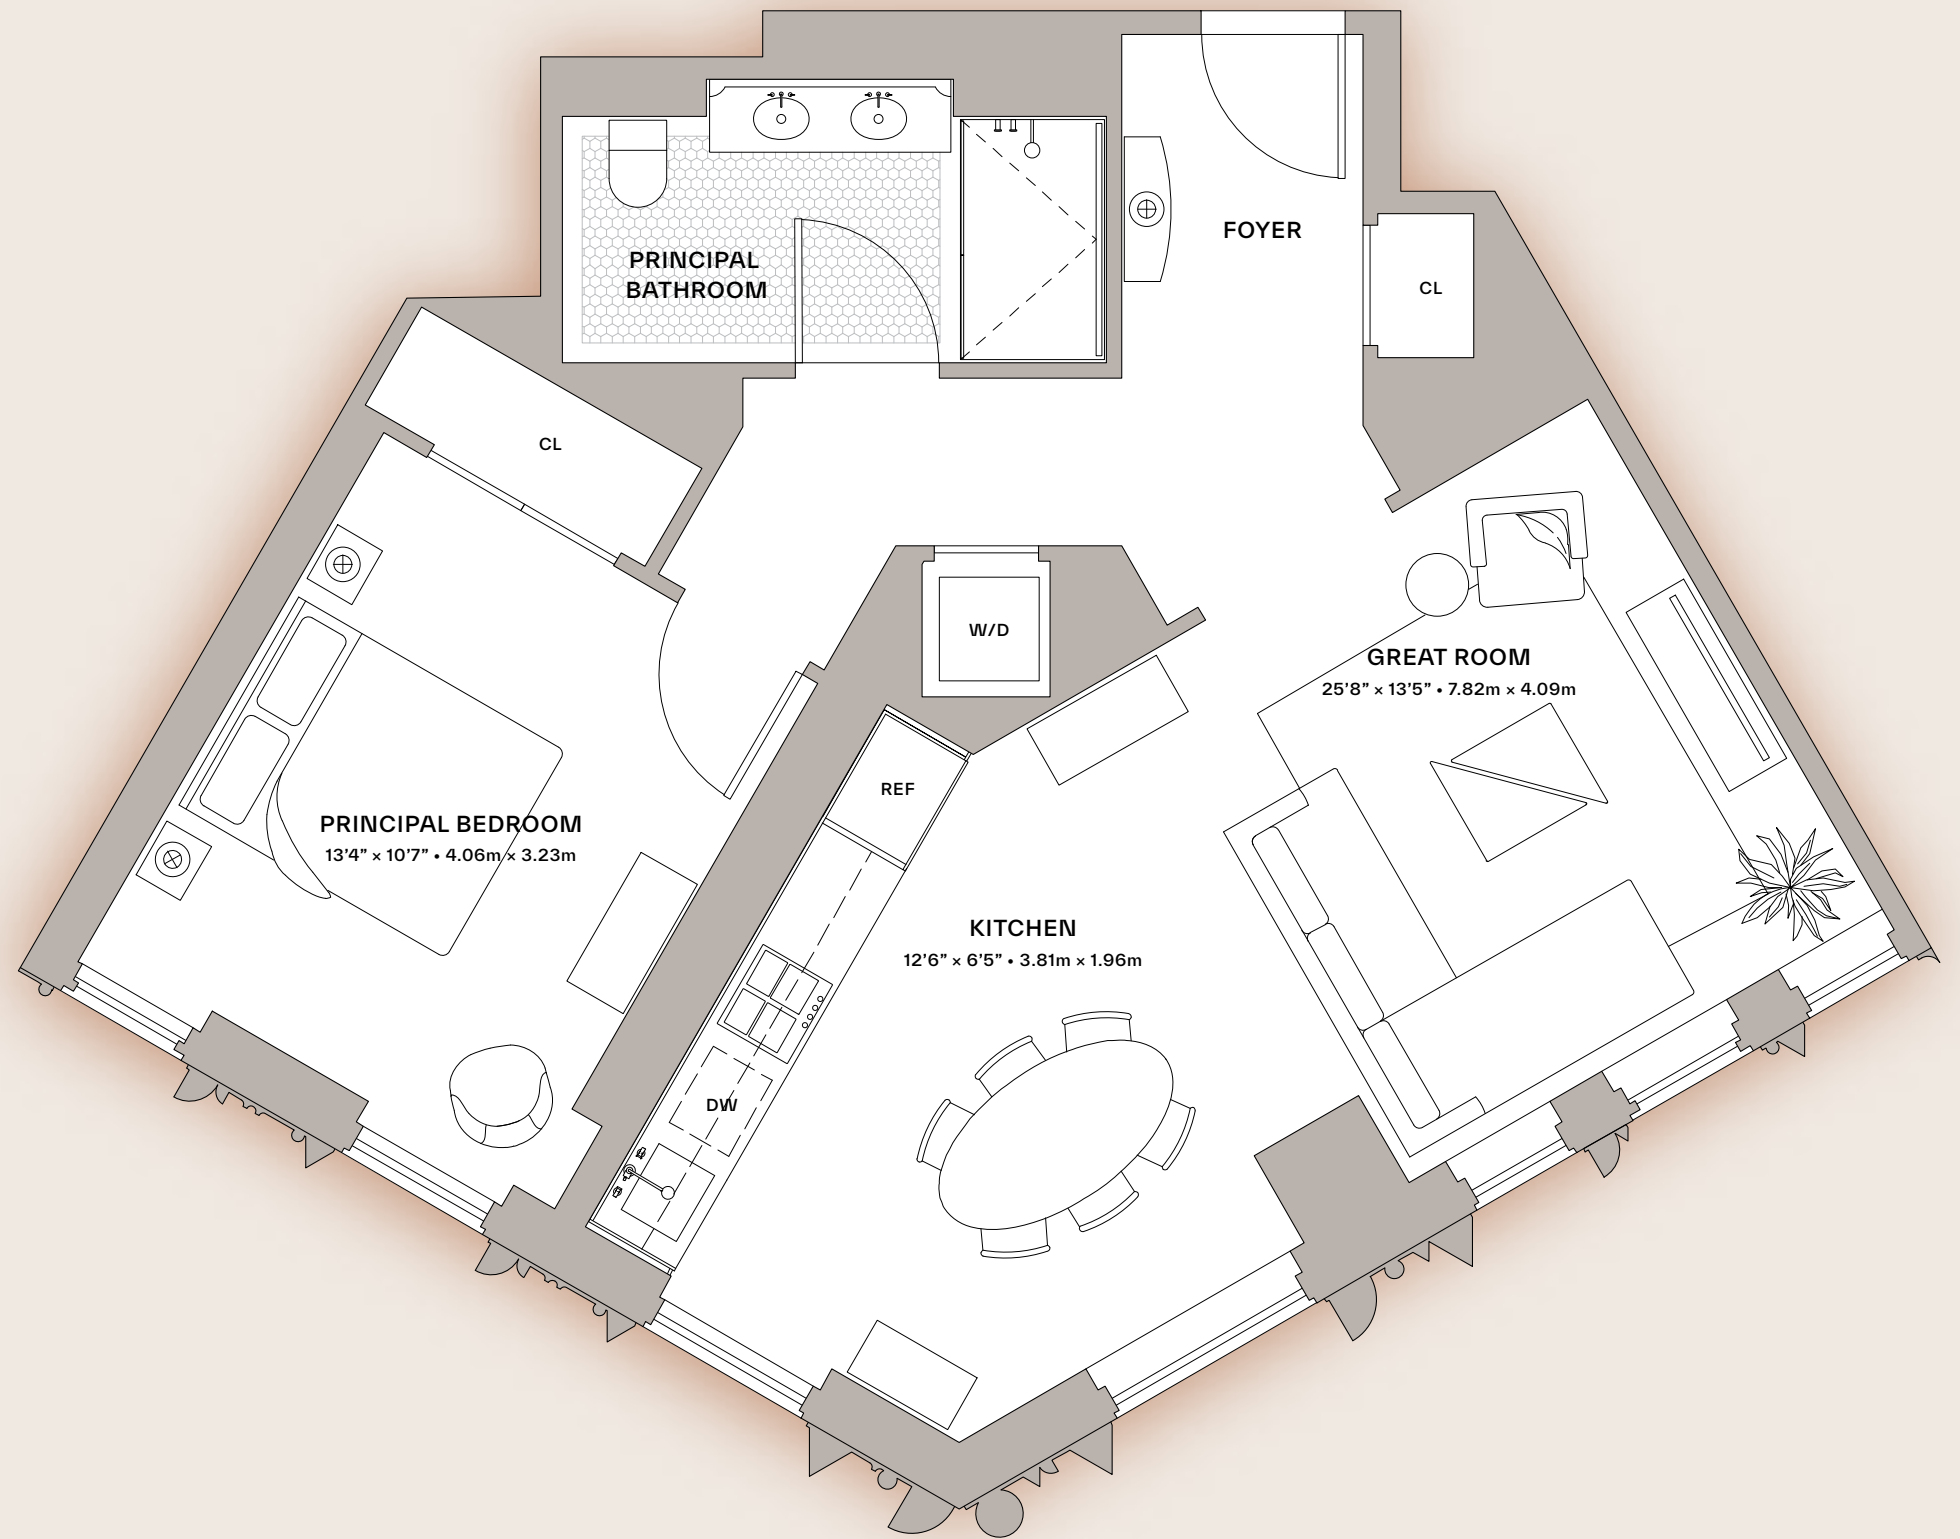 PRINCIPAL
BATHROOM
FOYER
CL
CL
W/D
GREAT ROOM
25’8” × 13’5” • 7.82m × 4.09m
REF
PRINCIPAL BEDROOM
13’4” × 10’7” • 4.06m × 3.23m
KITCHEN
12’6” × 6’5” • 3.81m × 1.96m
DW